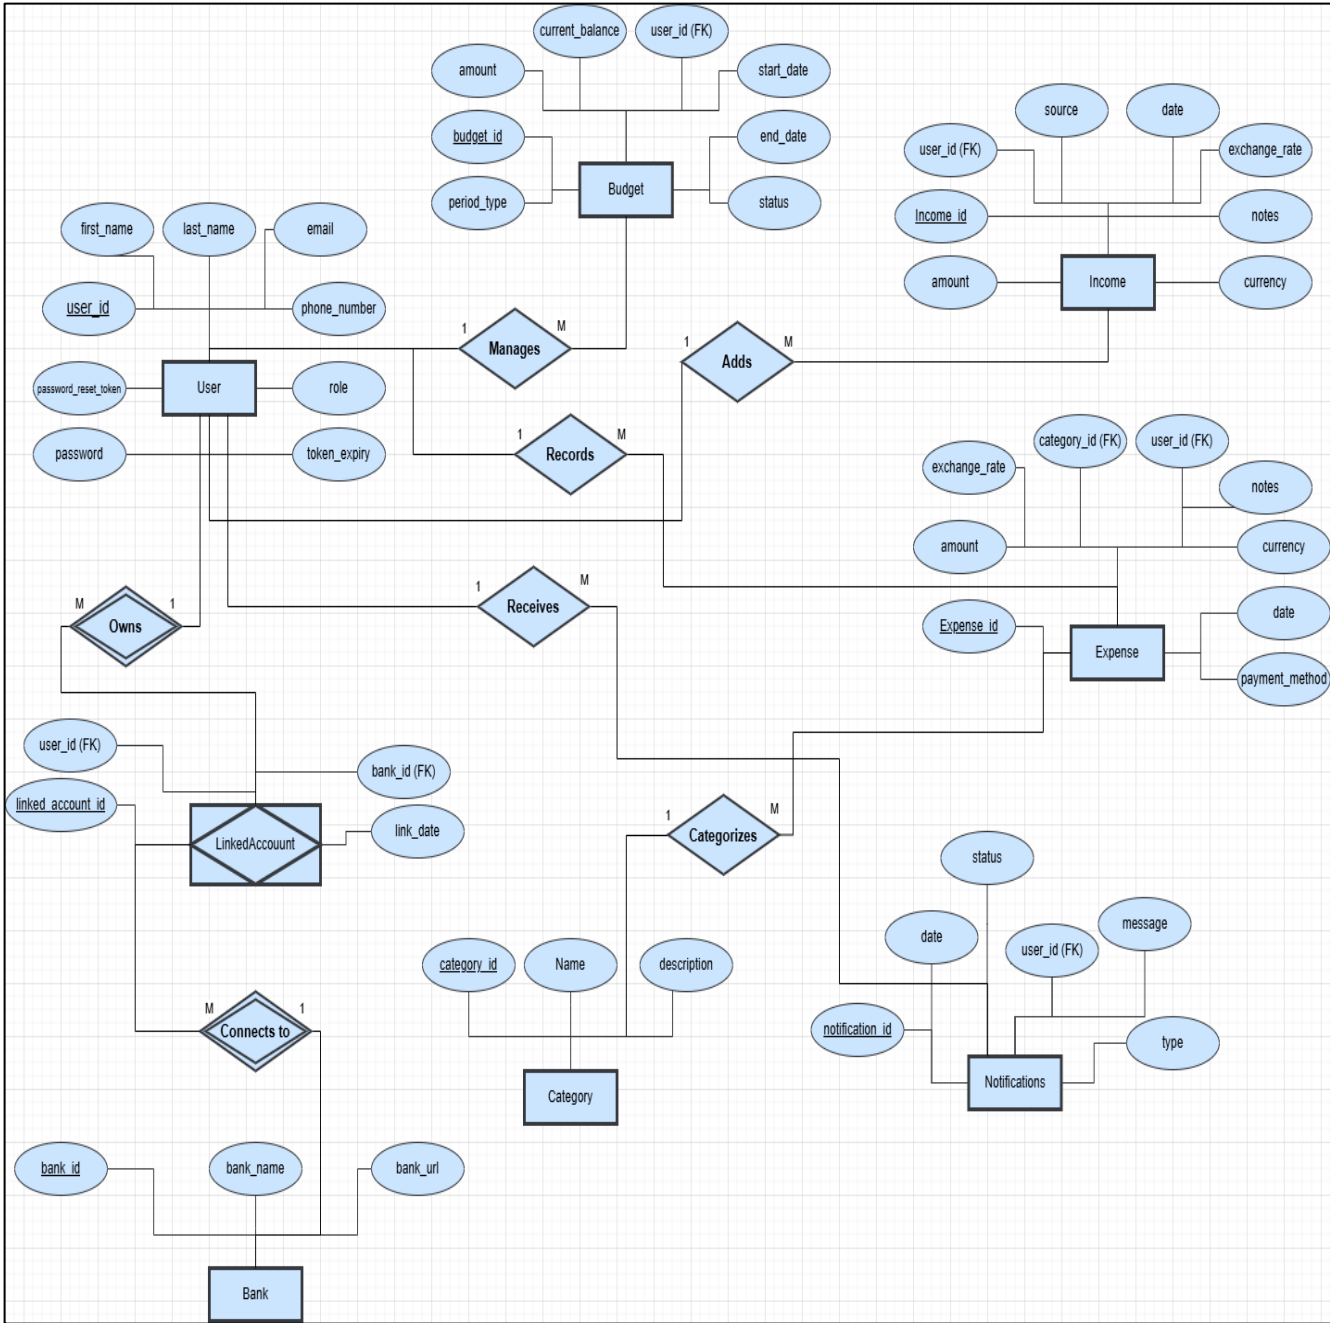 current_balance
user_id (FK)
amount
start_date
budget_id
end_date
Budget
period_type
status
source
date
user_id (FK)
exchange_rate
Income_id
notes
amount
Income
currency
first_name
last_name
email
user_id
phone_number
1
Manages
M
1
Adds
M
password_reset_token
User
role
password
token_expiry
1
Records
M
category_id (FK)
user_id (FK)
exchange_rate
notes
amount
currency
M
Owns
1
1
Receives
M
Expense_id
date
Expense
payment_method
user_id (FK)
bank_id (FK)
linked_account_id
link_date
LinkedAccount
1
Categorizes
M
status
date
user_id (FK)
message
category_id
Name
description
notification_id
type
Notifications
M
Connects to
1
Category
bank_id
bank_name
bank_url
Bank